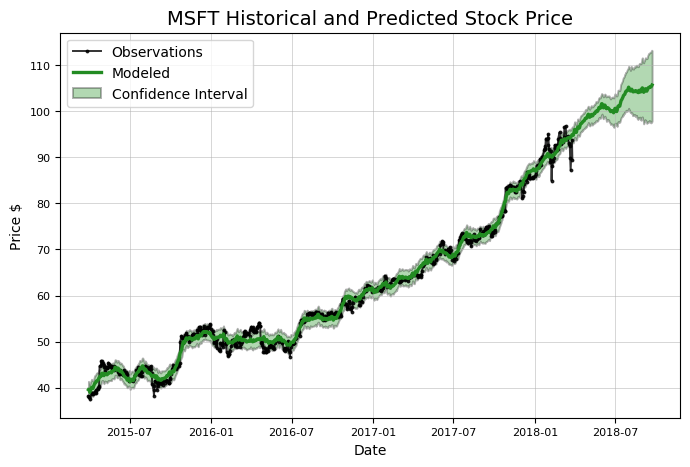 MSFT Historical and Predicted Stock Price
Observations
Modeled
Confidence Interval
Price $
110
100
90
80
70
60
50
40
2015-07 2016-01 2016-07 2017-01 2017-07 2018-01 2018-07
Date